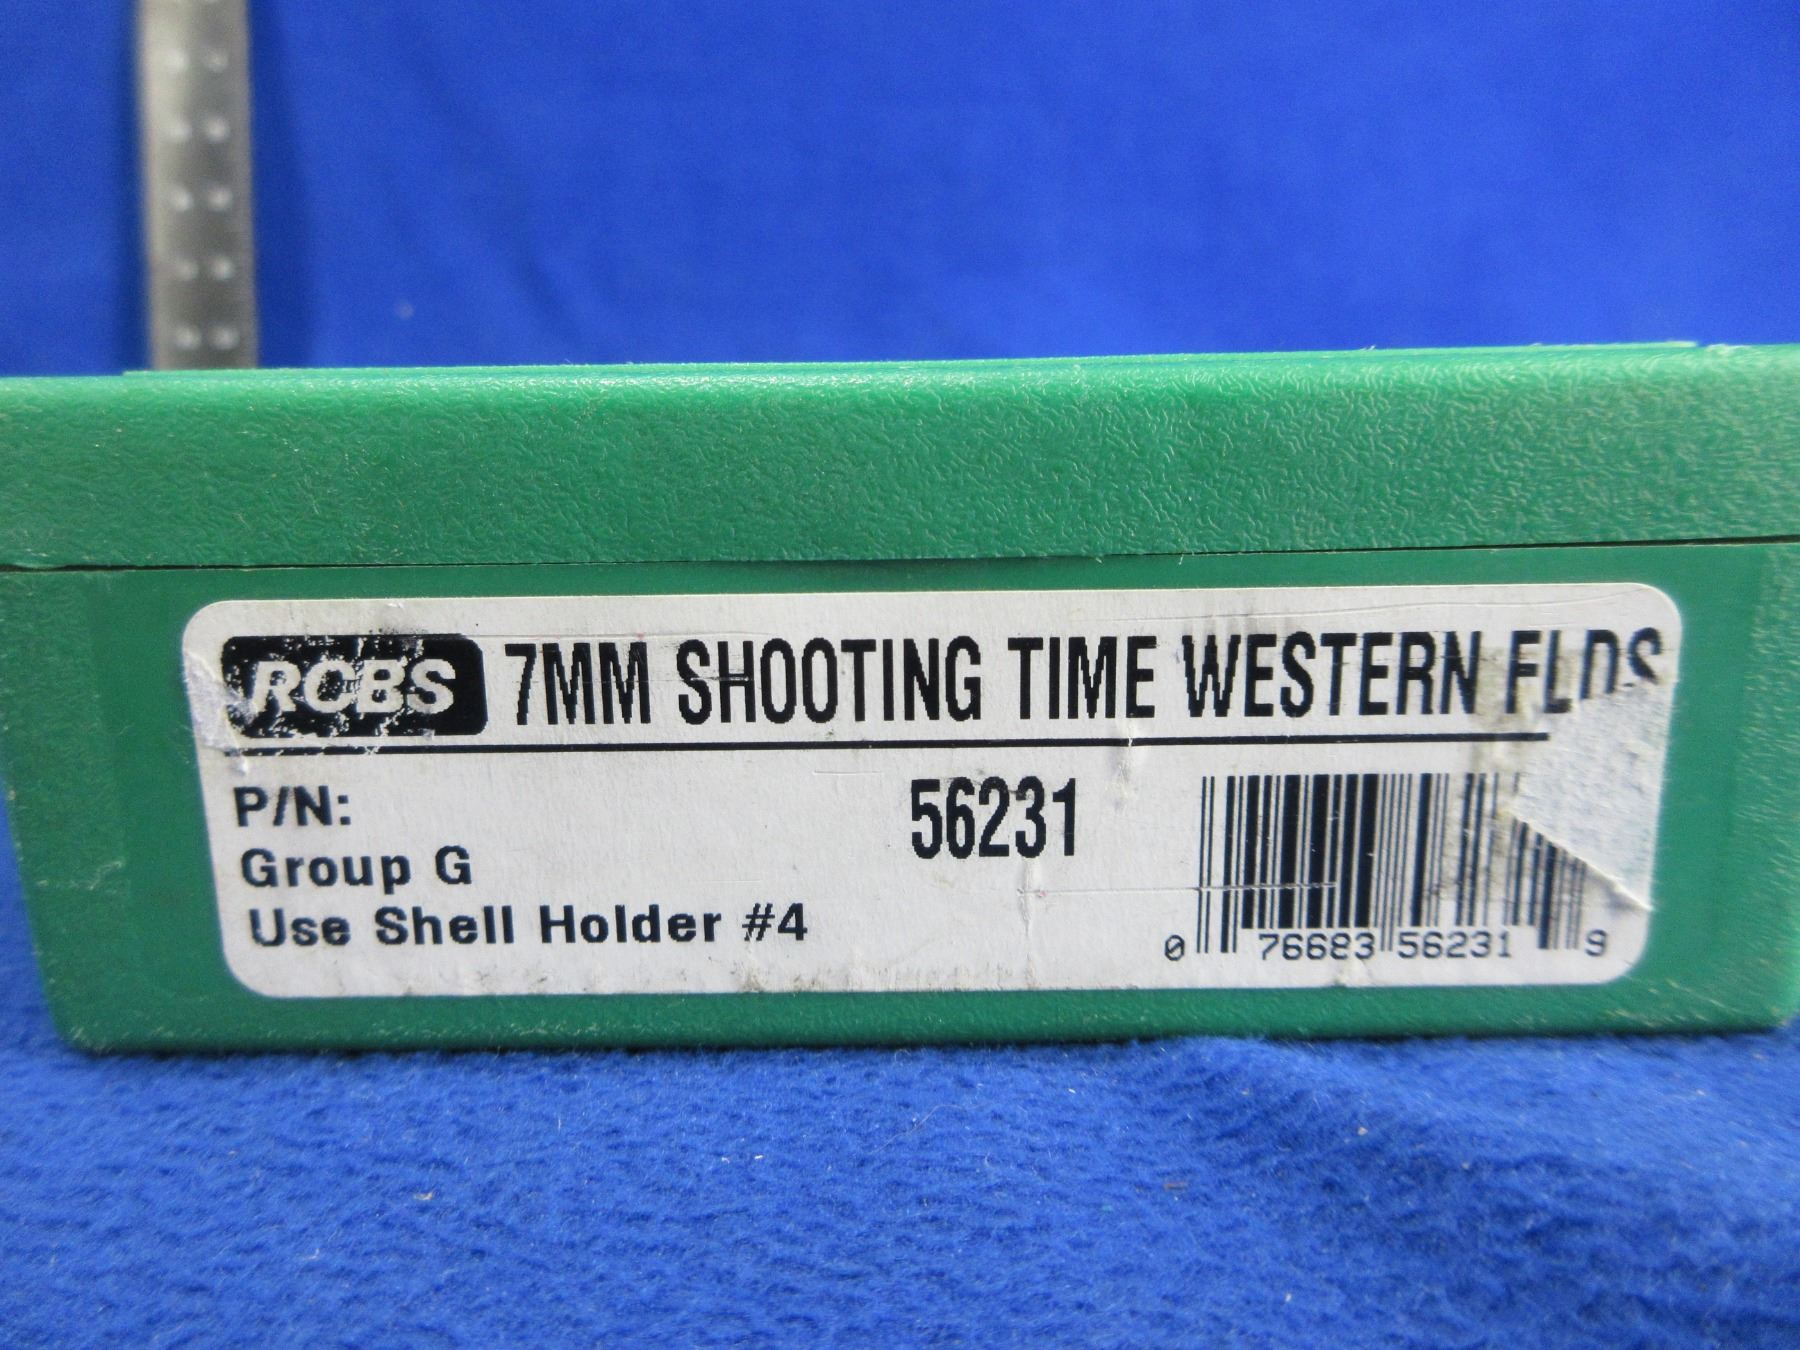 RCBS 7MM SHOOTING TIME WESTERN FLDS
P/N: 56231
Group G
Use Shell Holder #4
0 76683 56231 9